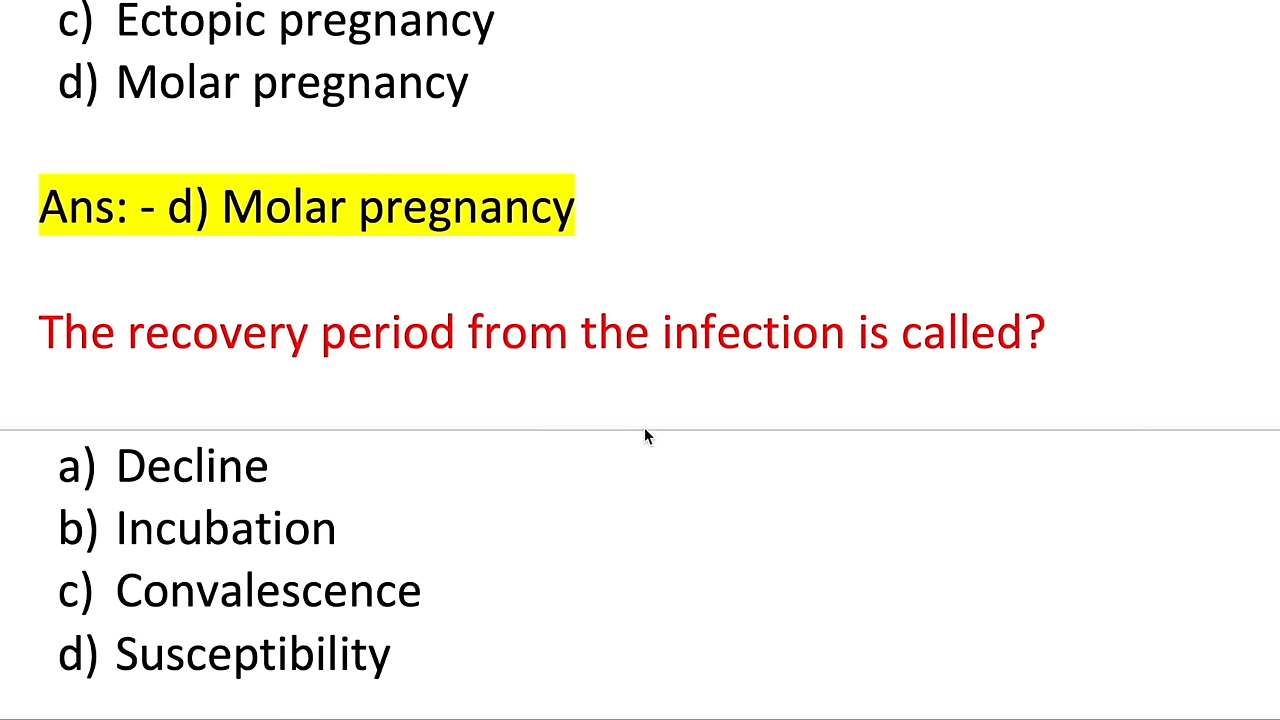 c) Ectopic pregnancy
d) Molar pregnancy
Ans: - d) Molar pregnancy
The recovery period from the infection is called?
a) Decline
b) Incubation
c) Convalescence
d) Susceptibility